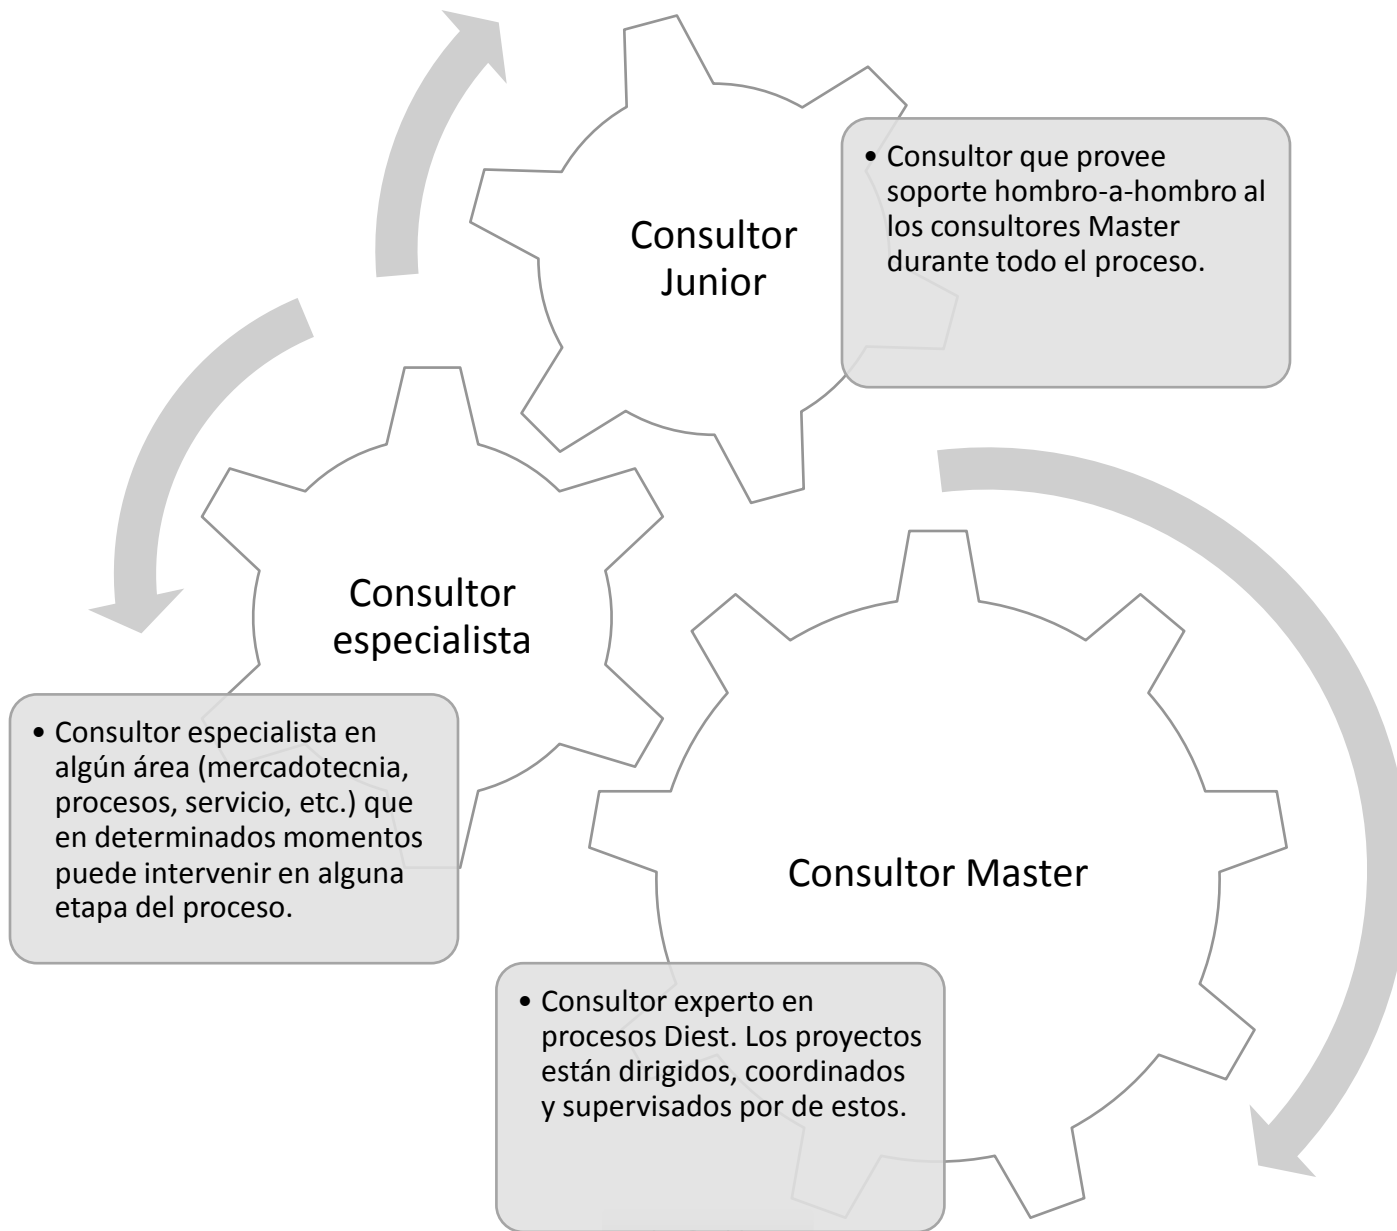 Consultor
Junior
• Consultor que provee
soporte hombro-a-hombro al
los consultores Master
durante todo el proceso.
Consultor
especialista
• Consultor especialista en
algún área (mercadotecnia,
procesos, servicio, etc.) que
en determinados momentos
puede intervenir en alguna
etapa del proceso.
Consultor Master
• Consultor experto en
procesos Diest. Los proyectos
están dirigidos, coordinados
y supervisados por de estos.